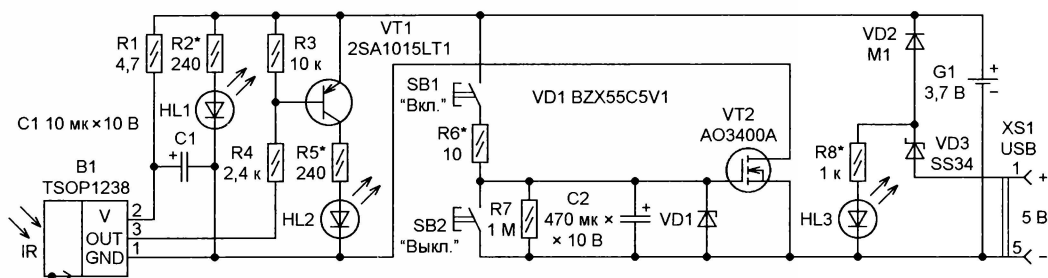 R1
4,7
R2*
240
HL1
R3
10 к
VT1
2SA1015LT1
C1 10 мк × 10 В
C1
+
B1
TSOP1238
V
OUT
GND
2
3
1
IR
R4
2,4 к
R5*
240
HL2
SB1
"Вкл."
R6*
10
SB2
"Выкл."
R7
1 М
C2
470 мк ×
× 10 В
+
VD1
VD1 BZX55C5V1
VT2
AO3400A
R8*
1 к
HL3
VD2
M1
G1
3,7 В
+
−
VD3
SS34
XS1
USB
1
+
5 В
5
−